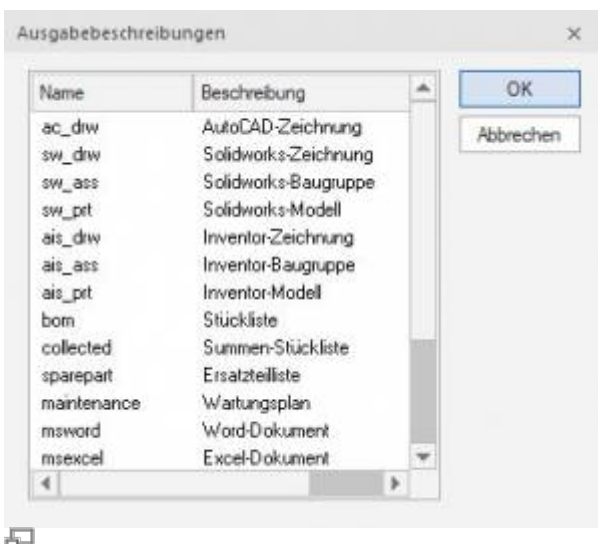 Ausgabebeschreibungen
Name Beschreibung
OK
Abbrechen
ac_drw AutoCAD-Zeichnung
sw_drw Solidworks-Zeichnung
sw_ass Solidworks-Baugruppe
sw_prt Solidworks-Modell
ais_drw Inventor-Zeichnung
ais_ass Inventor-Baugruppe
ais_prt Inventor-Modell
bom Stückliste
collected Summen-Stückliste
sparepart Ersatzteilliste
maintenance Wartungsplan
msword Word-Dokument
msexcel Excel-Dokument